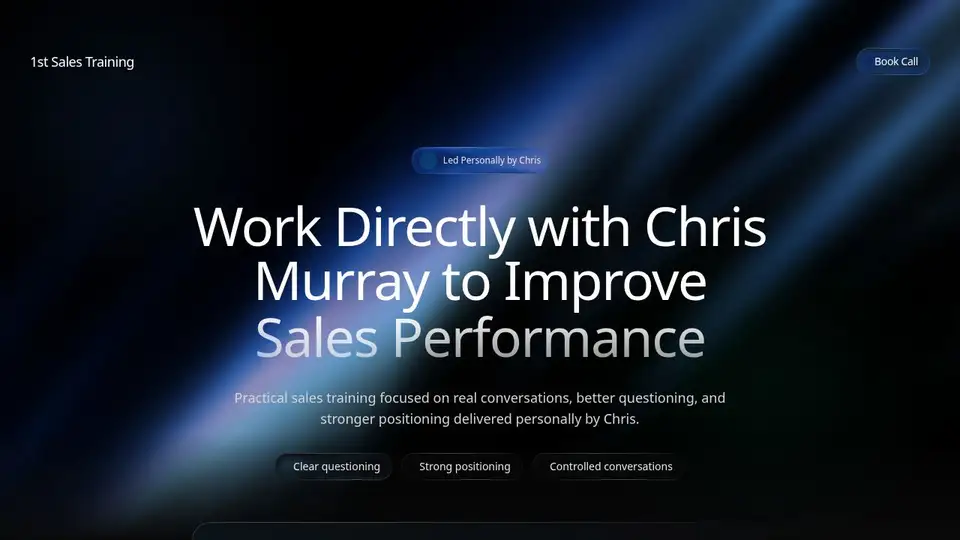 1st Sales Training
Book Call
Led Personally by Chris
Work Directly with Chris
Murray to Improve
Sales Performance
Practical sales training focused on real conversations, better questioning, and
stronger positioning delivered personally by Chris.
Clear questioning
Strong positioning
Controlled conversations